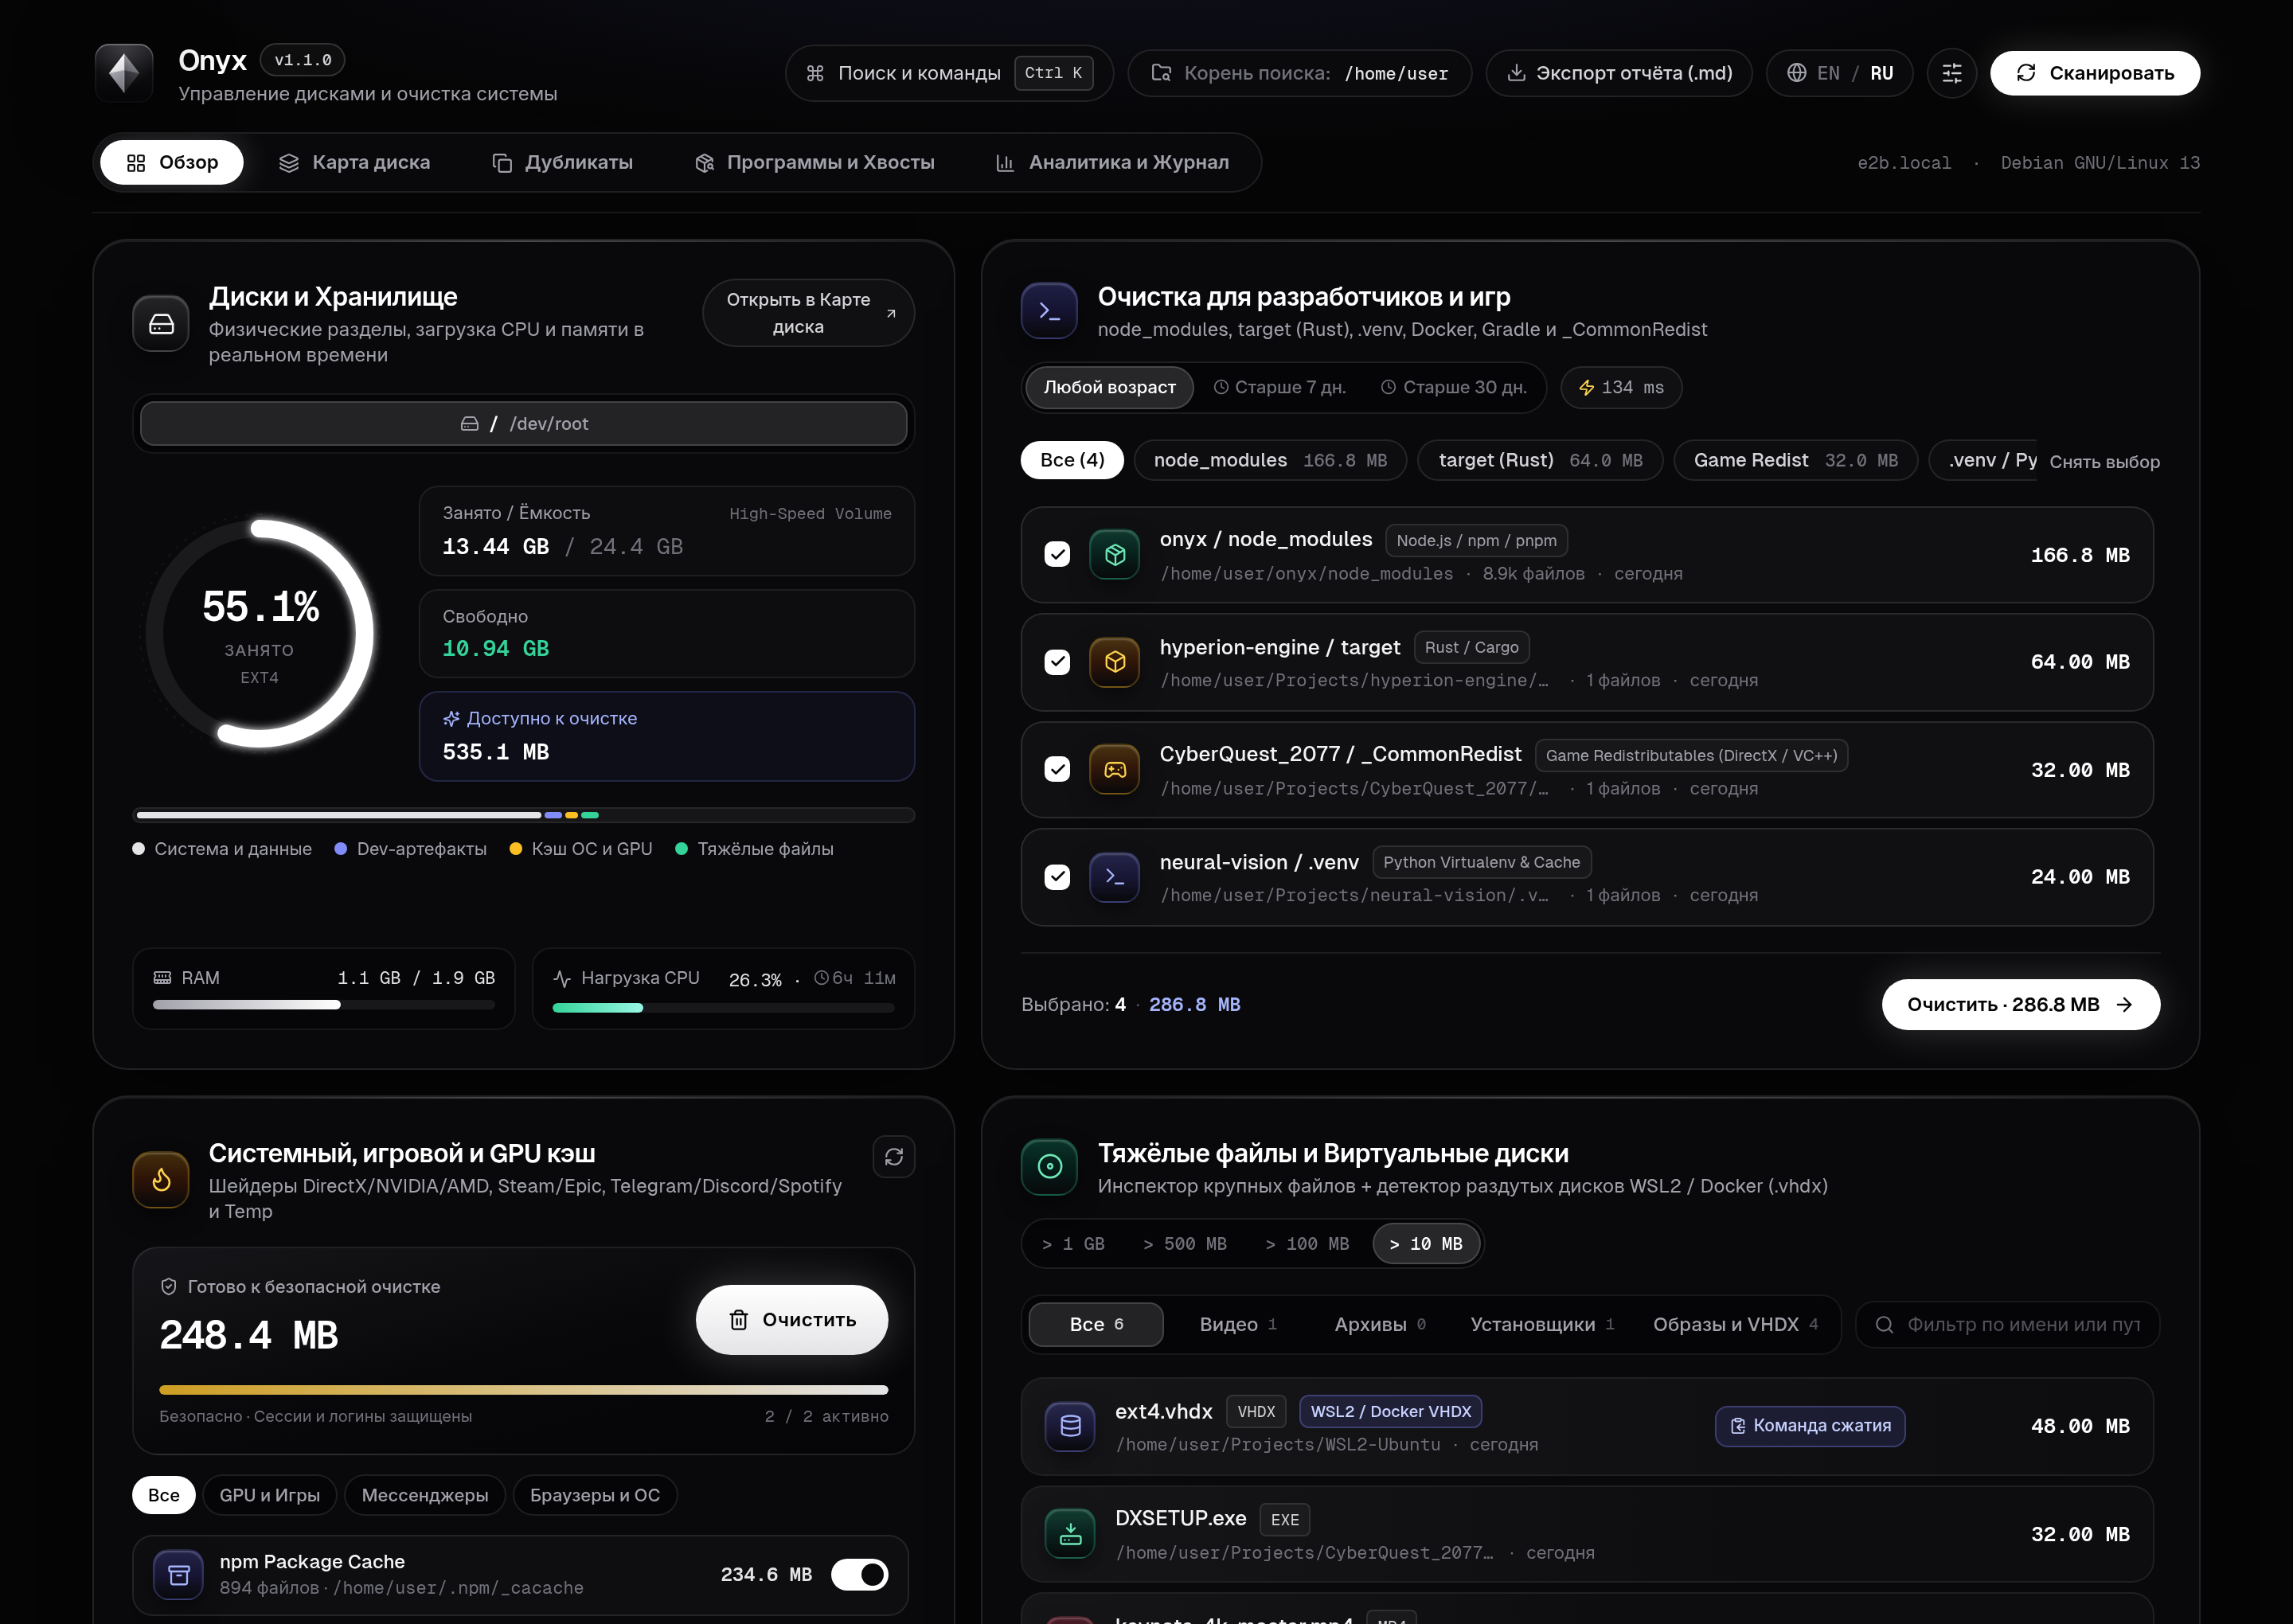 Onyx v1.1.0
Управление дисками и очистка системы
Поиск и команды Ctrl K
Корень поиска: /home/user
Экспорт отчёта (.md)
EN / RU
Сканировать
Обзор
Карта диска
Дубликаты
Программы и Хвосты
Аналитика и Журнал
e2b.local · Debian GNU/Linux 13
Диски и Хранилище
Физические разделы, загрузка CPU и памяти в
реальном времени
Открыть в Карте
диска
/ /dev/root
55.1%
ЗАНЯТО
EXT4
Занято / Ёмкость High-Speed Volume
13.44 GB / 24.4 GB
Свободно
10.94 GB
Доступно к очистке
535.1 MB
Система и данные Dev-артефакты Кэш ОС и GPU Тяжёлые файлы
RAM 1.1 GB / 1.9 GB
Нагрузка CPU 26.3% · 6ч 11м
Очистка для разработчиков и игр
node_modules, target (Rust), .venv, Docker, Gradle и _CommonRedist
Любой возраст Старше 7 дн. Старше 30 дн. 134 ms
Все (4) node_modules 166.8 MB target (Rust) 64.0 MB Game Redist 32.0 MB .venv / Py Снять выбор
onyx / node_modules Node.js / npm / pnpm
/home/user/onyx/node_modules · 8.9k файлов · сегодня
166.8 MB
hyperion-engine / target Rust / Cargo
/home/user/Projects/hyperion-engine/… · 1 файлов · сегодня
64.00 MB
CyberQuest_2077 / _CommonRedist Game Redistributables (DirectX / VC++)
/home/user/Projects/CyberQuest_2077/… · 1 файлов · сегодня
32.00 MB
neural-vision / .venv Python Virtualenv & Cache
/home/user/Projects/neural-vision/.v… · 1 файлов · сегодня
24.00 MB
Выбрано: 4 · 286.8 MB
Очистить · 286.8 MB
Системный, игровой и GPU кэш
Шейдеры DirectX/NVIDIA/AMD, Steam/Epic, Telegram/Discord/Spotify
и Temp
Готово к безопасной очистке
248.4 MB
Очистить
Безопасно · Сессии и логины защищены 2 / 2 активно
Все GPU и Игры Мессенджеры Браузеры и ОС
npm Package Cache
894 файлов · /home/user/.npm/_cacache
234.6 MB
Тяжёлые файлы и Виртуальные диски
Инспектор крупных файлов + детектор раздутых дисков WSL2 / Docker (.vhdx)
> 1 GB > 500 MB > 100 MB > 10 MB
Все 6 Видео 1 Архивы 0 Установщики 1 Образы и VHDX 4
Фильтр по имени или пут
ext4.vhdx VHDX WSL2 / Docker VHDX
/home/user/Projects/WSL2-Ubuntu · сегодня
Команда сжатия
48.00 MB
DXSETUP.exe EXE
/home/user/Projects/CyberQuest_2077… · сегодня
32.00 MB